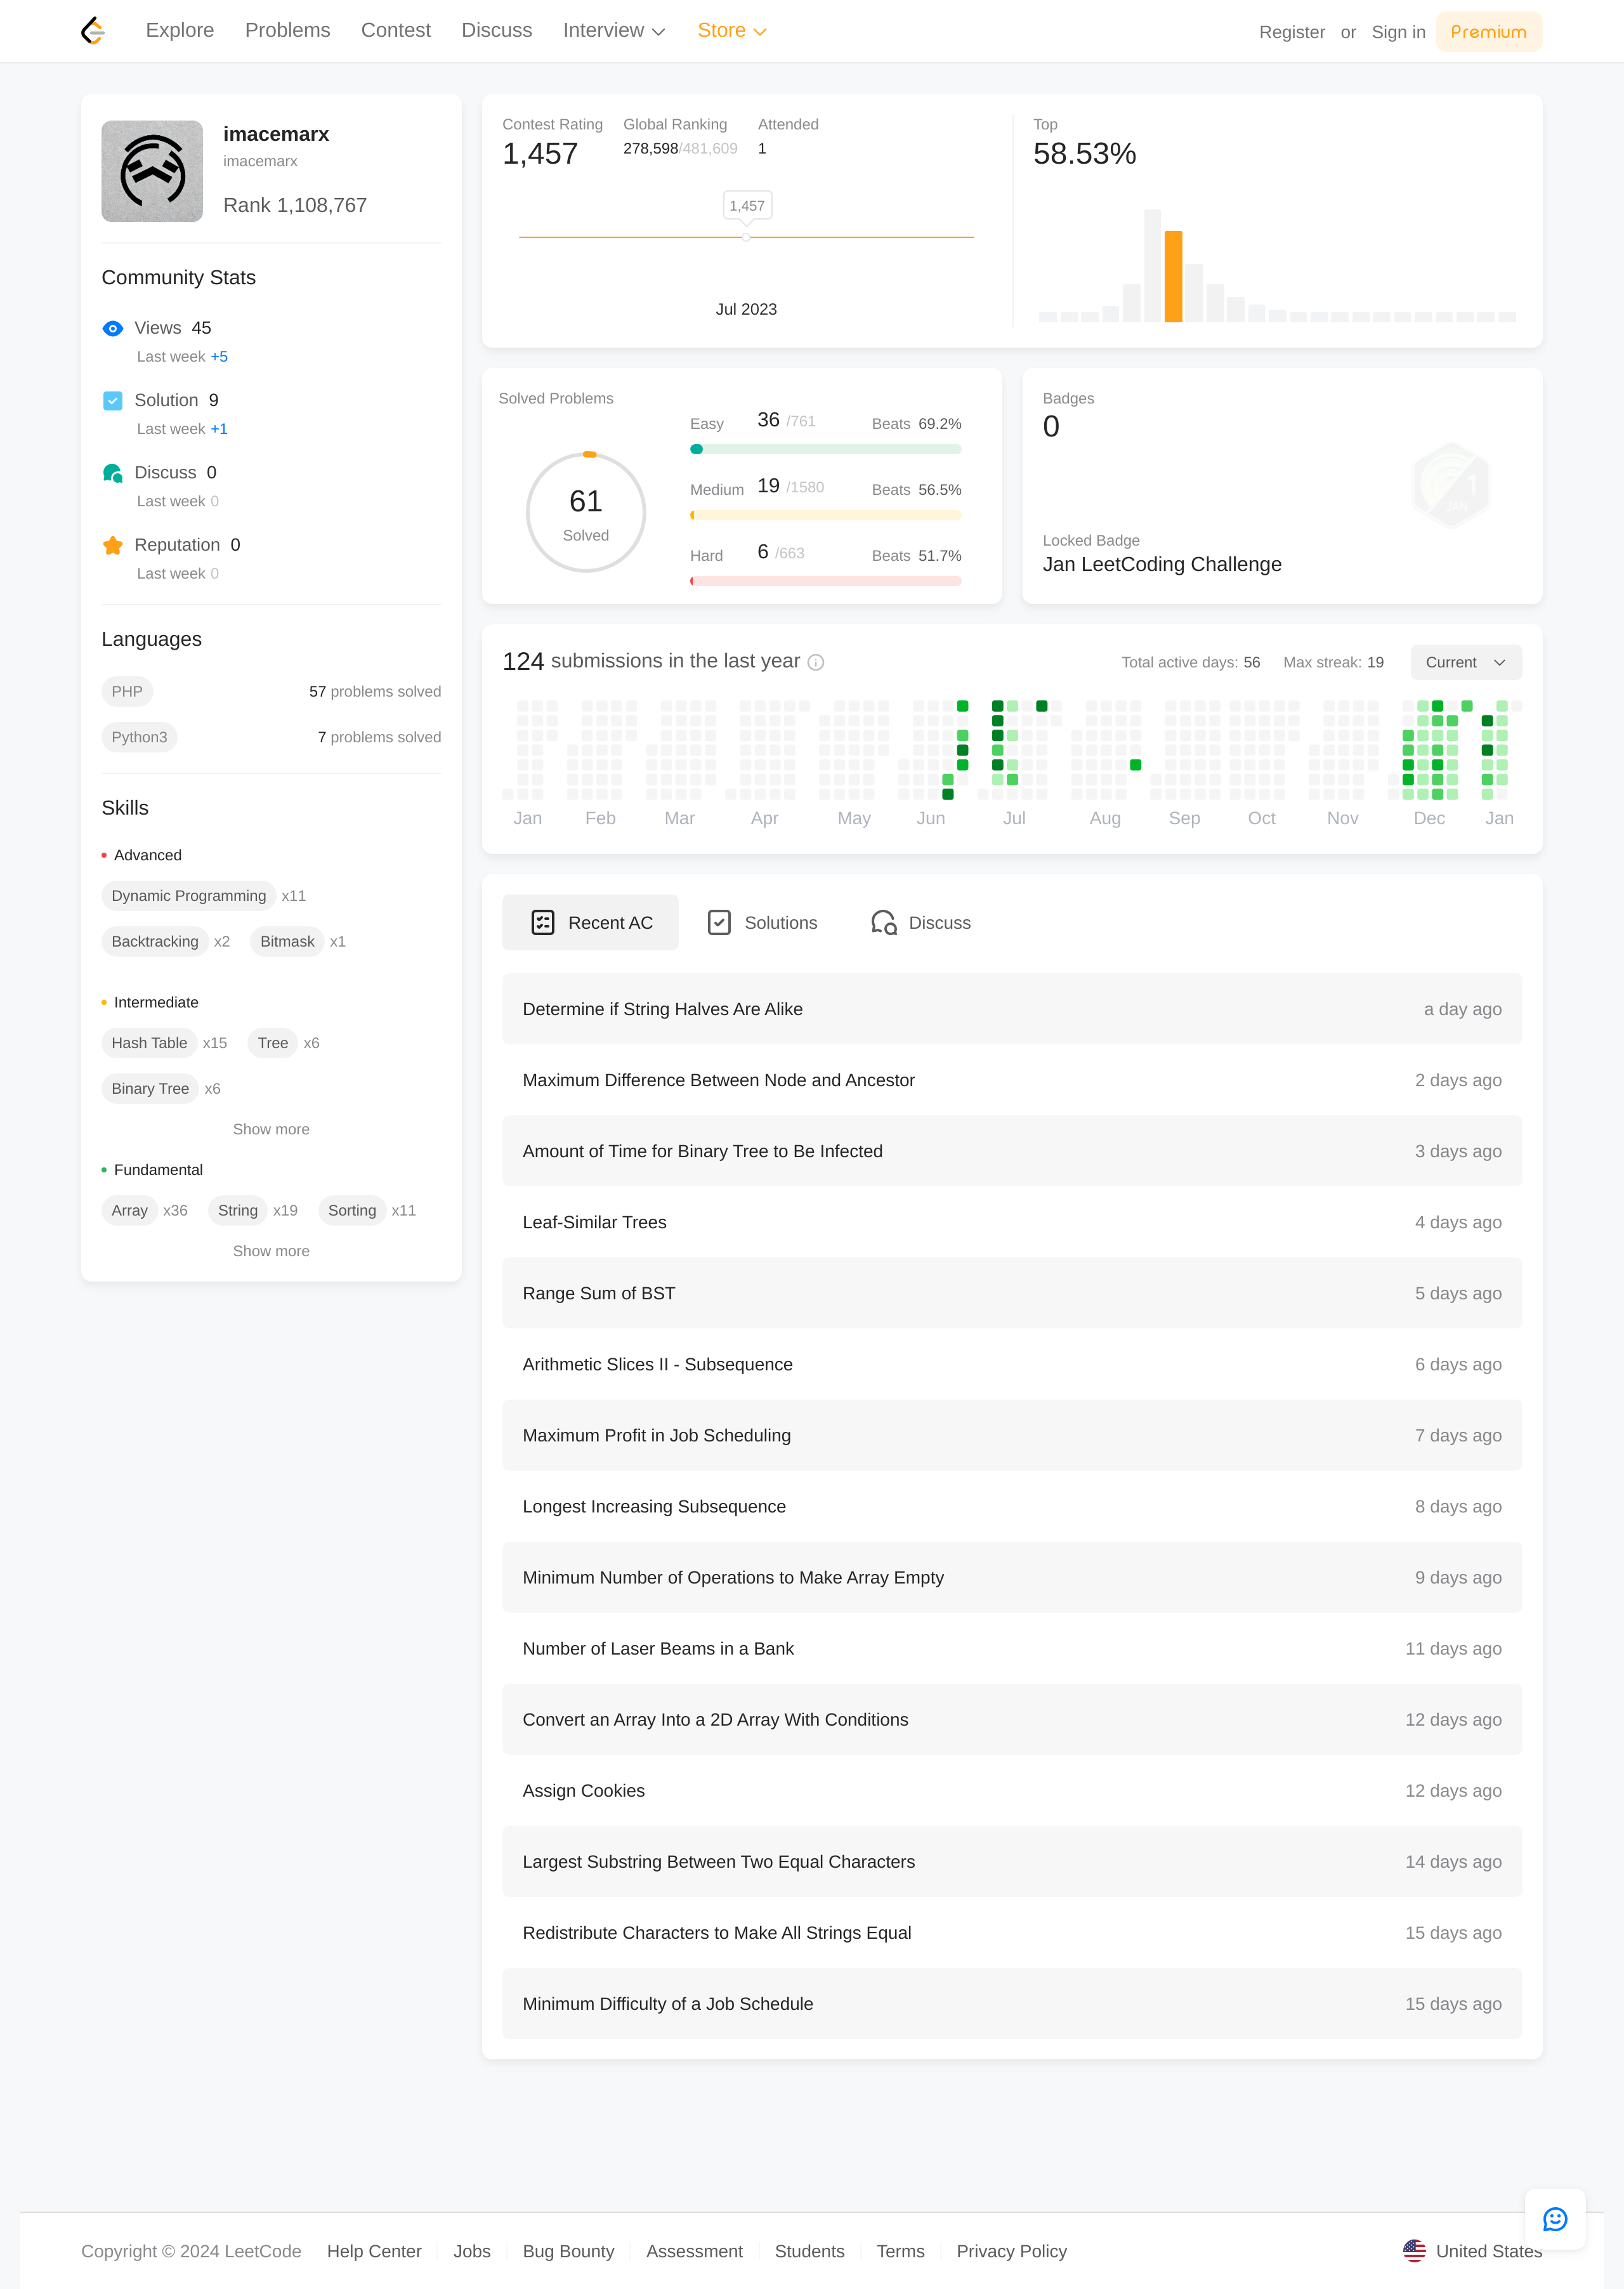 Explore Problems Contest Discuss Interview Store Register or Sign in Premium
imacemarx
imacemarx
Rank 1,108,767
Community Stats
Views 45
Last week +5
Solution 9
Last week +1
Discuss 0
Last week 0
Reputation 0
Last week 0
Languages
PHP 57 problems solved
Python3 7 problems solved
Skills
Advanced
Dynamic Programming x11
Backtracking x2 Bitmask x1
Intermediate
Hash Table x15 Tree x6
Binary Tree x6
Show more
Fundamental
Array x36 String x19 Sorting x11
Show more
Contest Rating Global Ranking Attended
1,457 278,598/481,609 1
1,457
Jul 2023
Top
58.53%
Solved Problems
61
Solved
Easy 36 /761 Beats 69.2%
Medium 19 /1580 Beats 56.5%
Hard 6 /663 Beats 51.7%
Badges
0
1
JAN
Locked Badge
Jan LeetCoding Challenge
124 submissions in the last year Total active days: 56 Max streak: 19 Current
Jan Feb Mar Apr May Jun Jul Aug Sep Oct Nov Dec Jan
Recent AC Solutions Discuss
Determine if String Halves Are Alike a day ago
Maximum Difference Between Node and Ancestor 2 days ago
Amount of Time for Binary Tree to Be Infected 3 days ago
Leaf-Similar Trees 4 days ago
Range Sum of BST 5 days ago
Arithmetic Slices II - Subsequence 6 days ago
Maximum Profit in Job Scheduling 7 days ago
Longest Increasing Subsequence 8 days ago
Minimum Number of Operations to Make Array Empty 9 days ago
Number of Laser Beams in a Bank 11 days ago
Convert an Array Into a 2D Array With Conditions 12 days ago
Assign Cookies 12 days ago
Largest Substring Between Two Equal Characters 14 days ago
Redistribute Characters to Make All Strings Equal 15 days ago
Minimum Difficulty of a Job Schedule 15 days ago
Copyright © 2024 LeetCode Help Center Jobs Bug Bounty Assessment Students Terms Privacy Policy United States